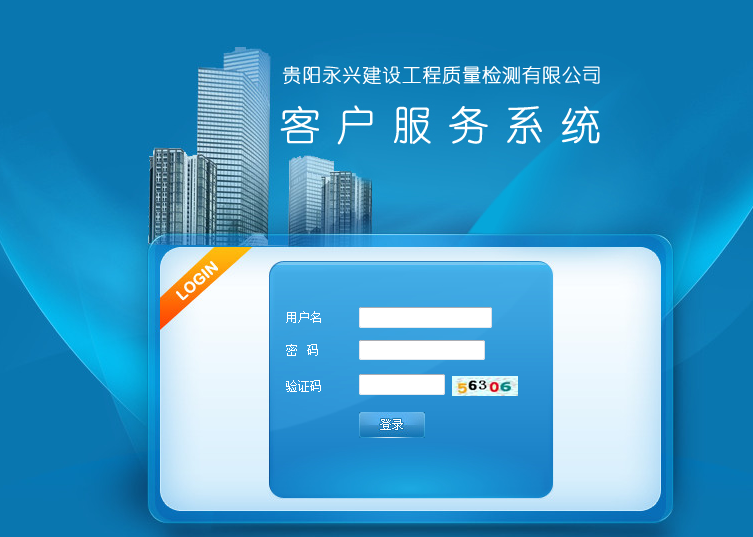 贵阳永兴建设工程质量检测有限公司
客户服务系统
LOGIN
用户名
密 码
验证码 56306
登录